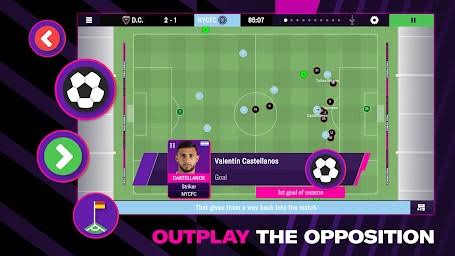 D.C. 2 - 1 NYCFC 85:07
11
Valentín Castellanos
Goal
CASTELLANOS
Striker
NYCFC
1st goal of season
That gives them a way back into the match.
OUTPLAY THE OPPOSITION